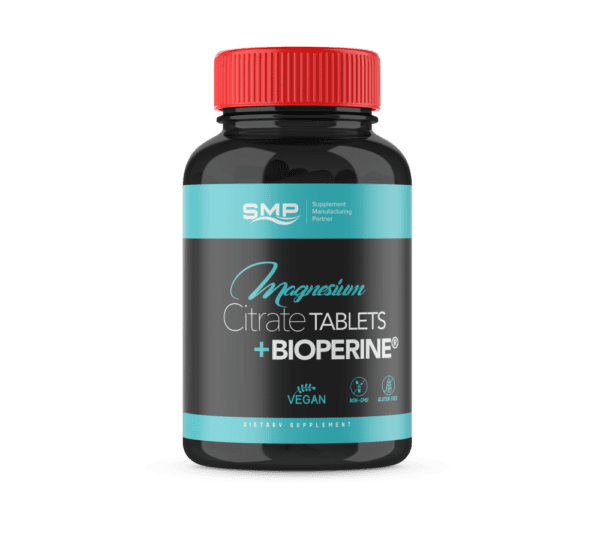 SMP
Supplement
Manufacturing
Partner
Magnesium
Citrate TABLETS
+BIOPERINE®
VEGAN
NON-GMO
GLUTEN FREE
DIETARY SUPPLEMENT